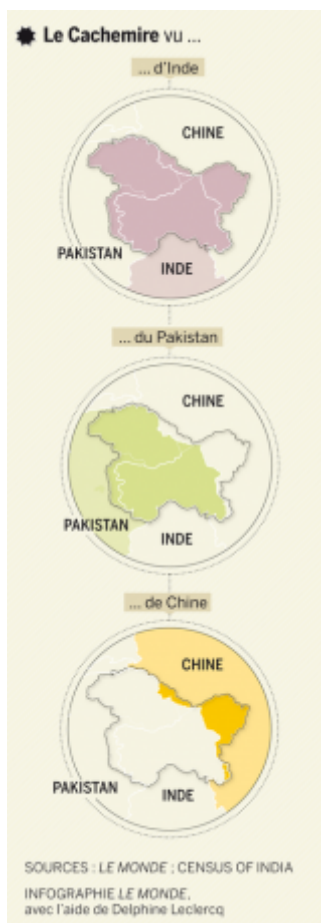 Le Cachemire vu ...
... d'Inde
CHINE
PAKISTAN
INDE
... du Pakistan
CHINE
PAKISTAN
INDE
... de Chine
CHINE
PAKISTAN
INDE
SOURCES : LE MONDE ; CENSUS OF INDIA
INFOGRAPHIE LE MONDE,
avec l'aide de Delphine Leclercq